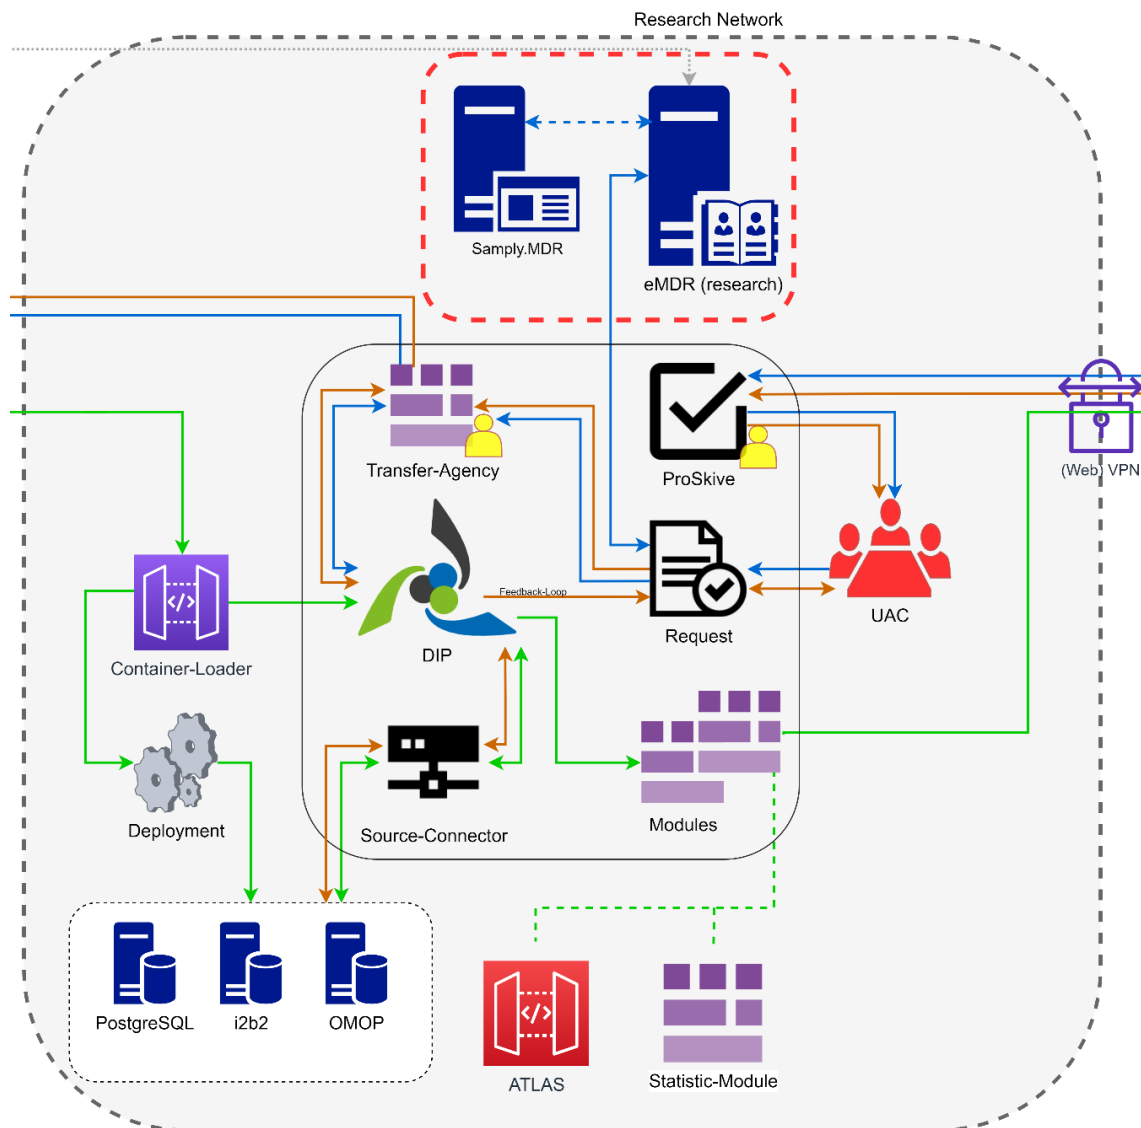 Research Network
Samply.MDR
eMDR (research)
Transfer-Agency
ProSkive
(Web) VPN
Feedback-Loop
Container-Loader
DIP
Request
UAC
Deployment
Source-Connector
Modules
PostgreSQL
i2b2
OMOP
ATLAS
Statistic-Module